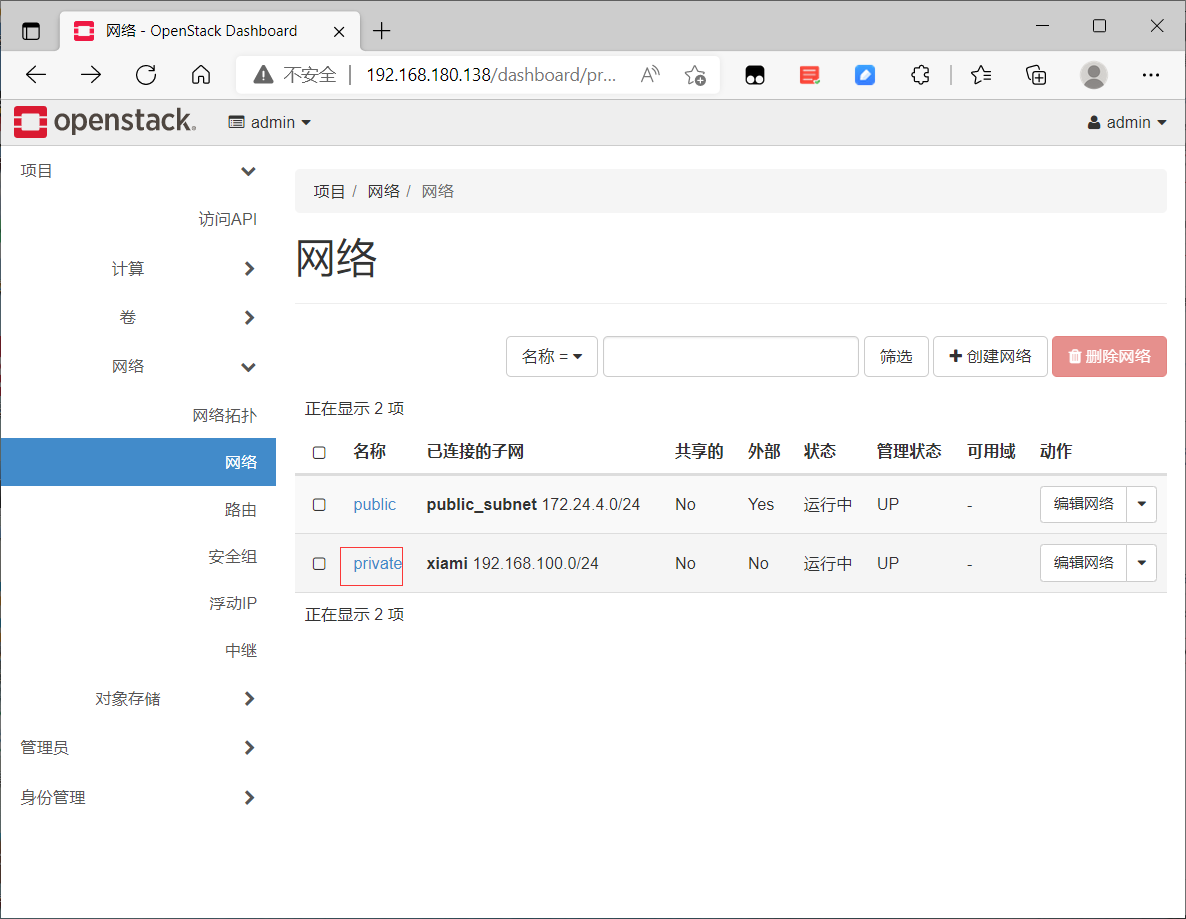 网络 - OpenStack Dashboard
不安全 | 192.168.180.138/dashboard/pr...
openstack. admin admin
项目
访问API
计算
卷
网络
网络拓扑
网络
路由
安全组
浮动IP
中继
对象存储
管理员
身份管理
项目 / 网络 / 网络
网络
名称 = 筛选 创建网络 删除网络
正在显示 2 项
名称 已连接的子网 共享的 外部 状态 管理状态 可用域 动作
public public_subnet 172.24.4.0/24 No Yes 运行中 UP - 编辑网络
private xiami 192.168.100.0/24 No No 运行中 UP - 编辑网络
正在显示 2 项